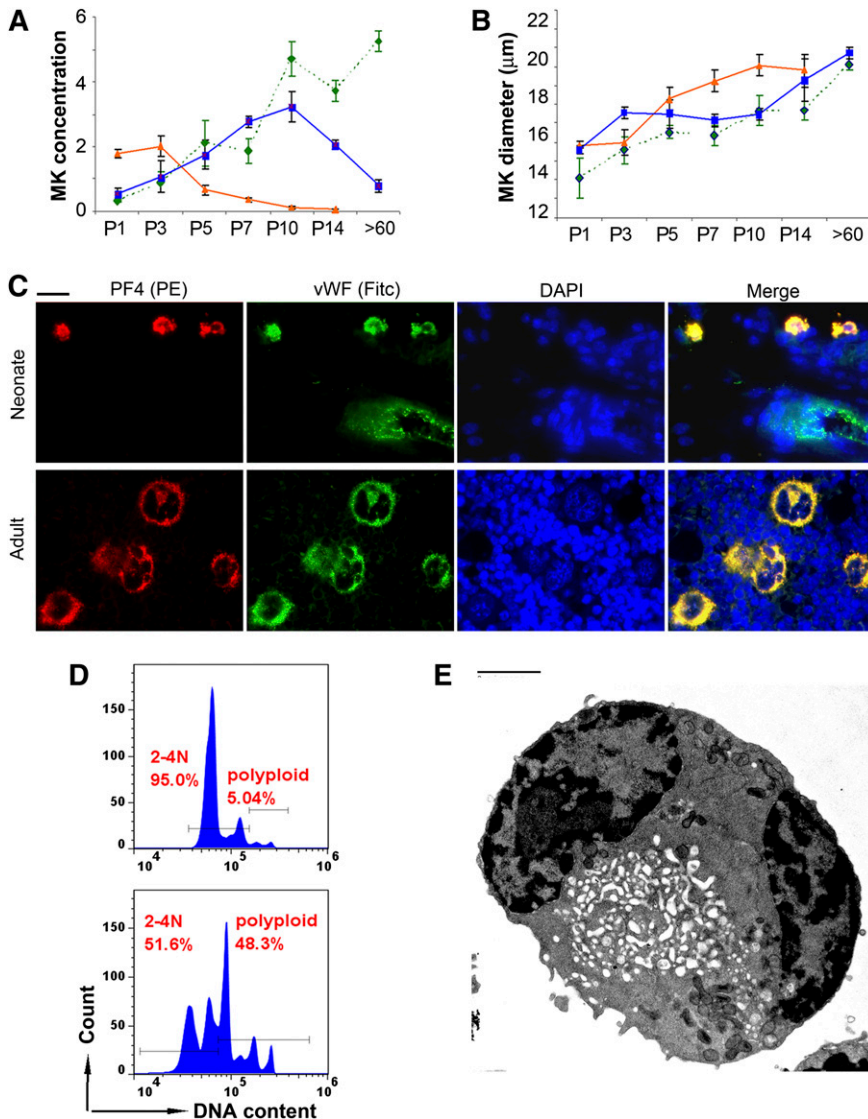 A
MK concentration
6
4
2
0
P1 P3 P5 P7 P10 P14 >60
B
MK diameter (μm)
22
20
18
16
14
12
P1 P3 P5 P7 P10 P14 >60
C
PF4 (PE) vWF (Fitc) DAPI Merge
Neonate
Adult
D
150
100
50
0
2-4N
95.0%
polyploid
5.04%
10^4 10^5 10^6
150
100
50
0
2-4N
51.6%
polyploid
48.3%
10^4 10^5 10^6
Count
DNA content
E